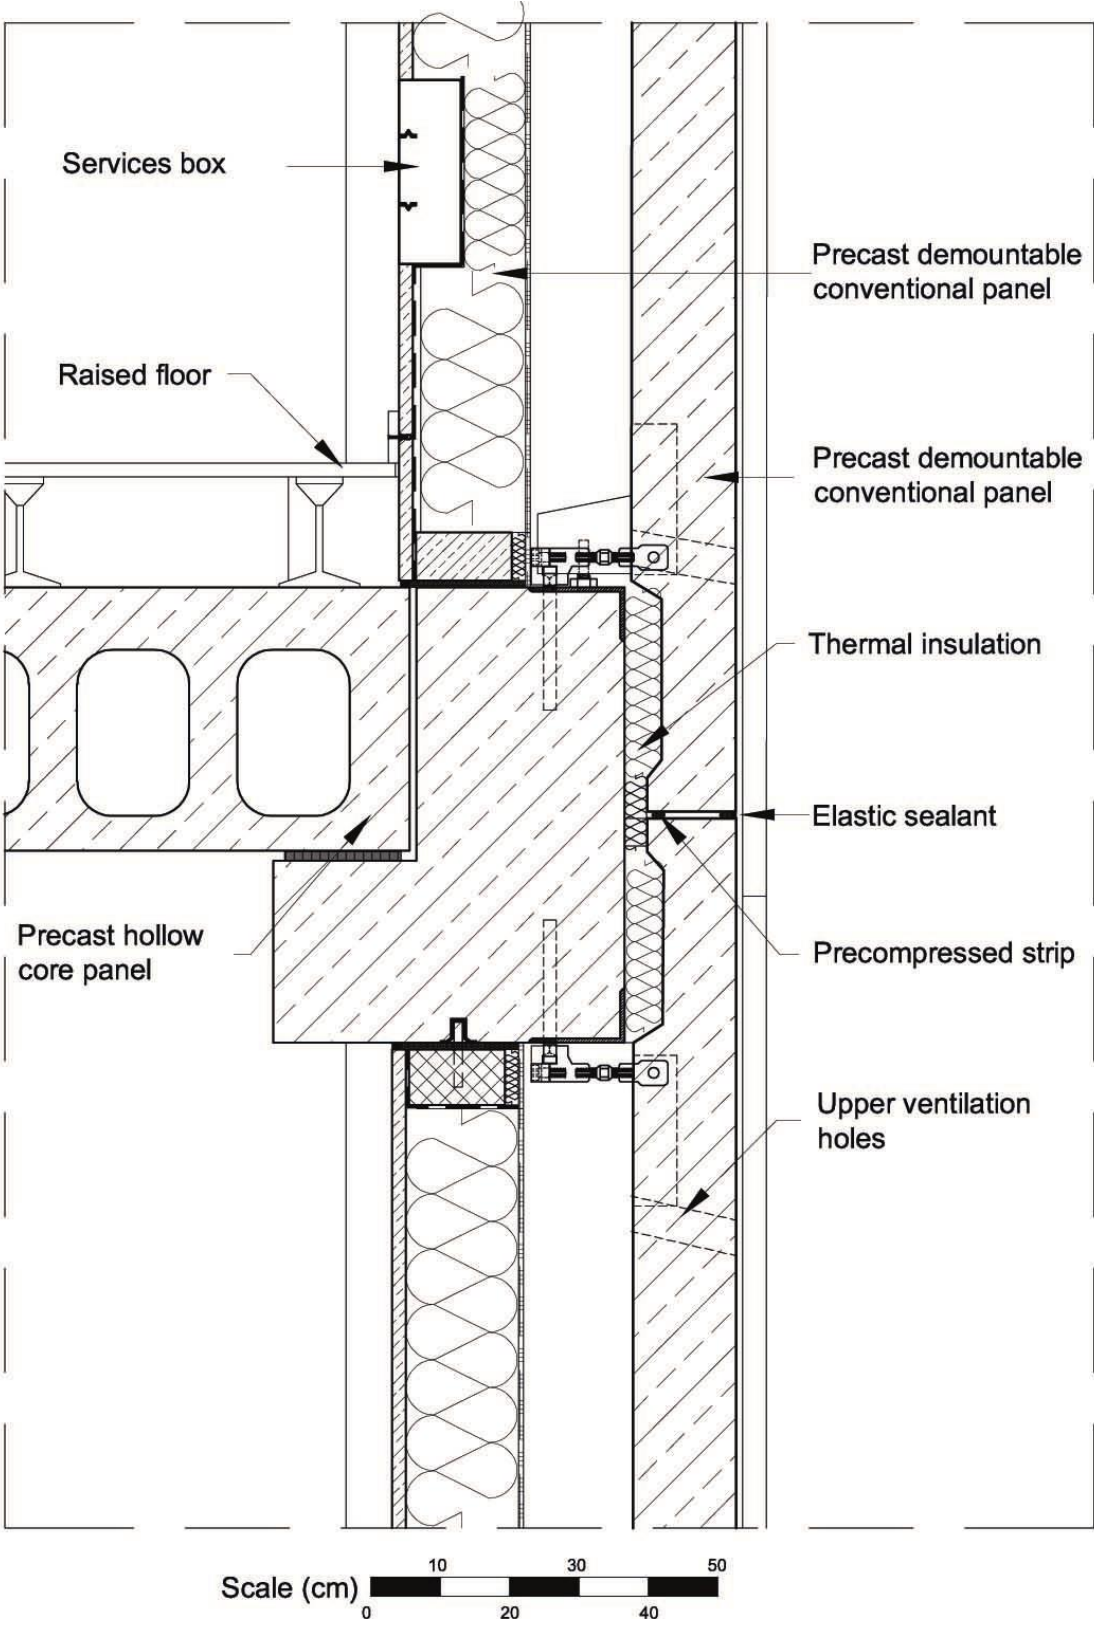 Services box
Precast demountable
conventional panel
Raised floor
Precast demountable
conventional panel
Thermal insulation
Elastic sealant
Precast hollow
core panel
Precompressed strip
Upper ventilation
holes
10 30 50
Scale (cm)
0 20 40